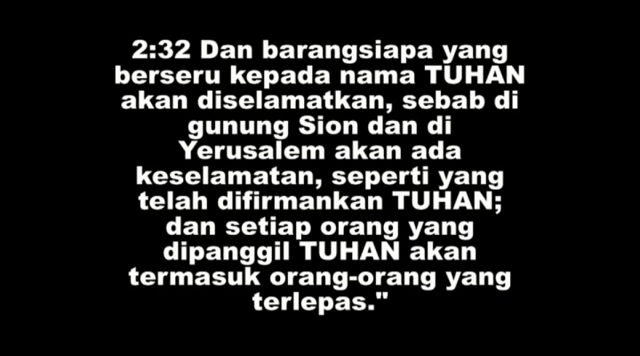 2:32 Dan barangsiapa yang
berseru kepada nama TUHAN
akan diselamatkan, sebab di
gunung Sion dan di
Yerusalem akan ada
keselamatan, seperti yang
telah difirmankan TUHAN;
dan setiap orang yang
dipanggil TUHAN akan
termasuk orang-orang yang
terlepas."